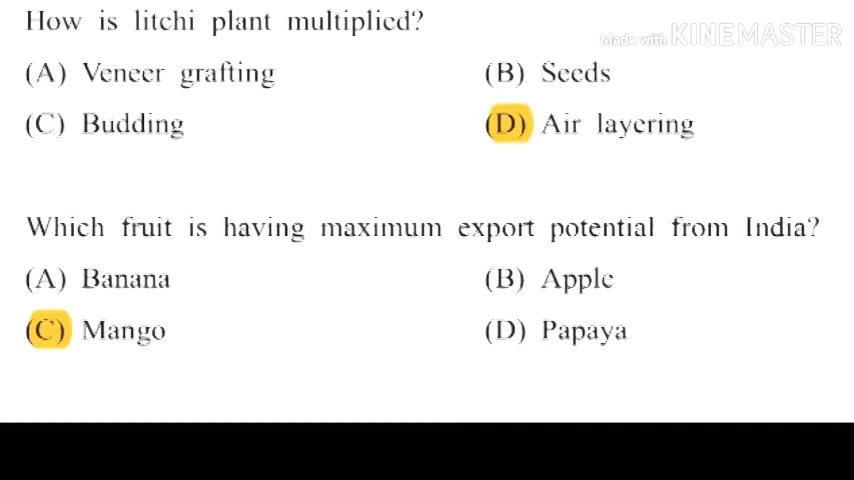 How is litchi plant multiplied?
Made with KINEMASTER
(A) Veneer grafting (B) Seeds
(C) Budding (D) Air layering
Which fruit is having maximum export potential from India?
(A) Banana (B) Apple
(C) Mango (D) Papaya